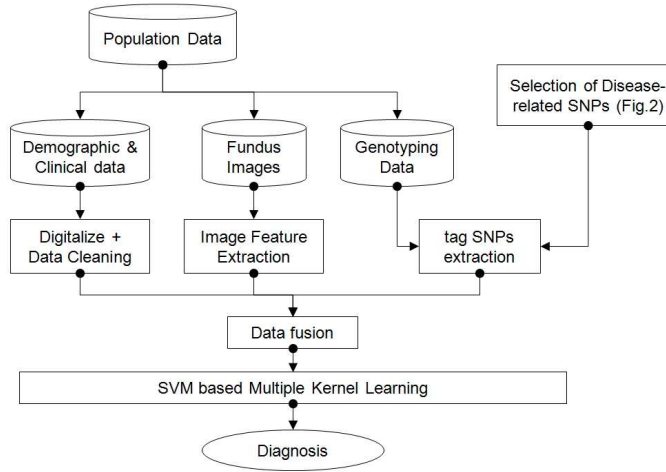 Population Data
Selection of Disease-
related SNPs (Fig.2)
Demographic &
Clinical data
Fundus
Images
Genotyping
Data
Digitalize +
Data Cleaning
Image Feature
Extraction
tag SNPs
extraction
Data fusion
SVM based Multiple Kernel Learning
Diagnosis